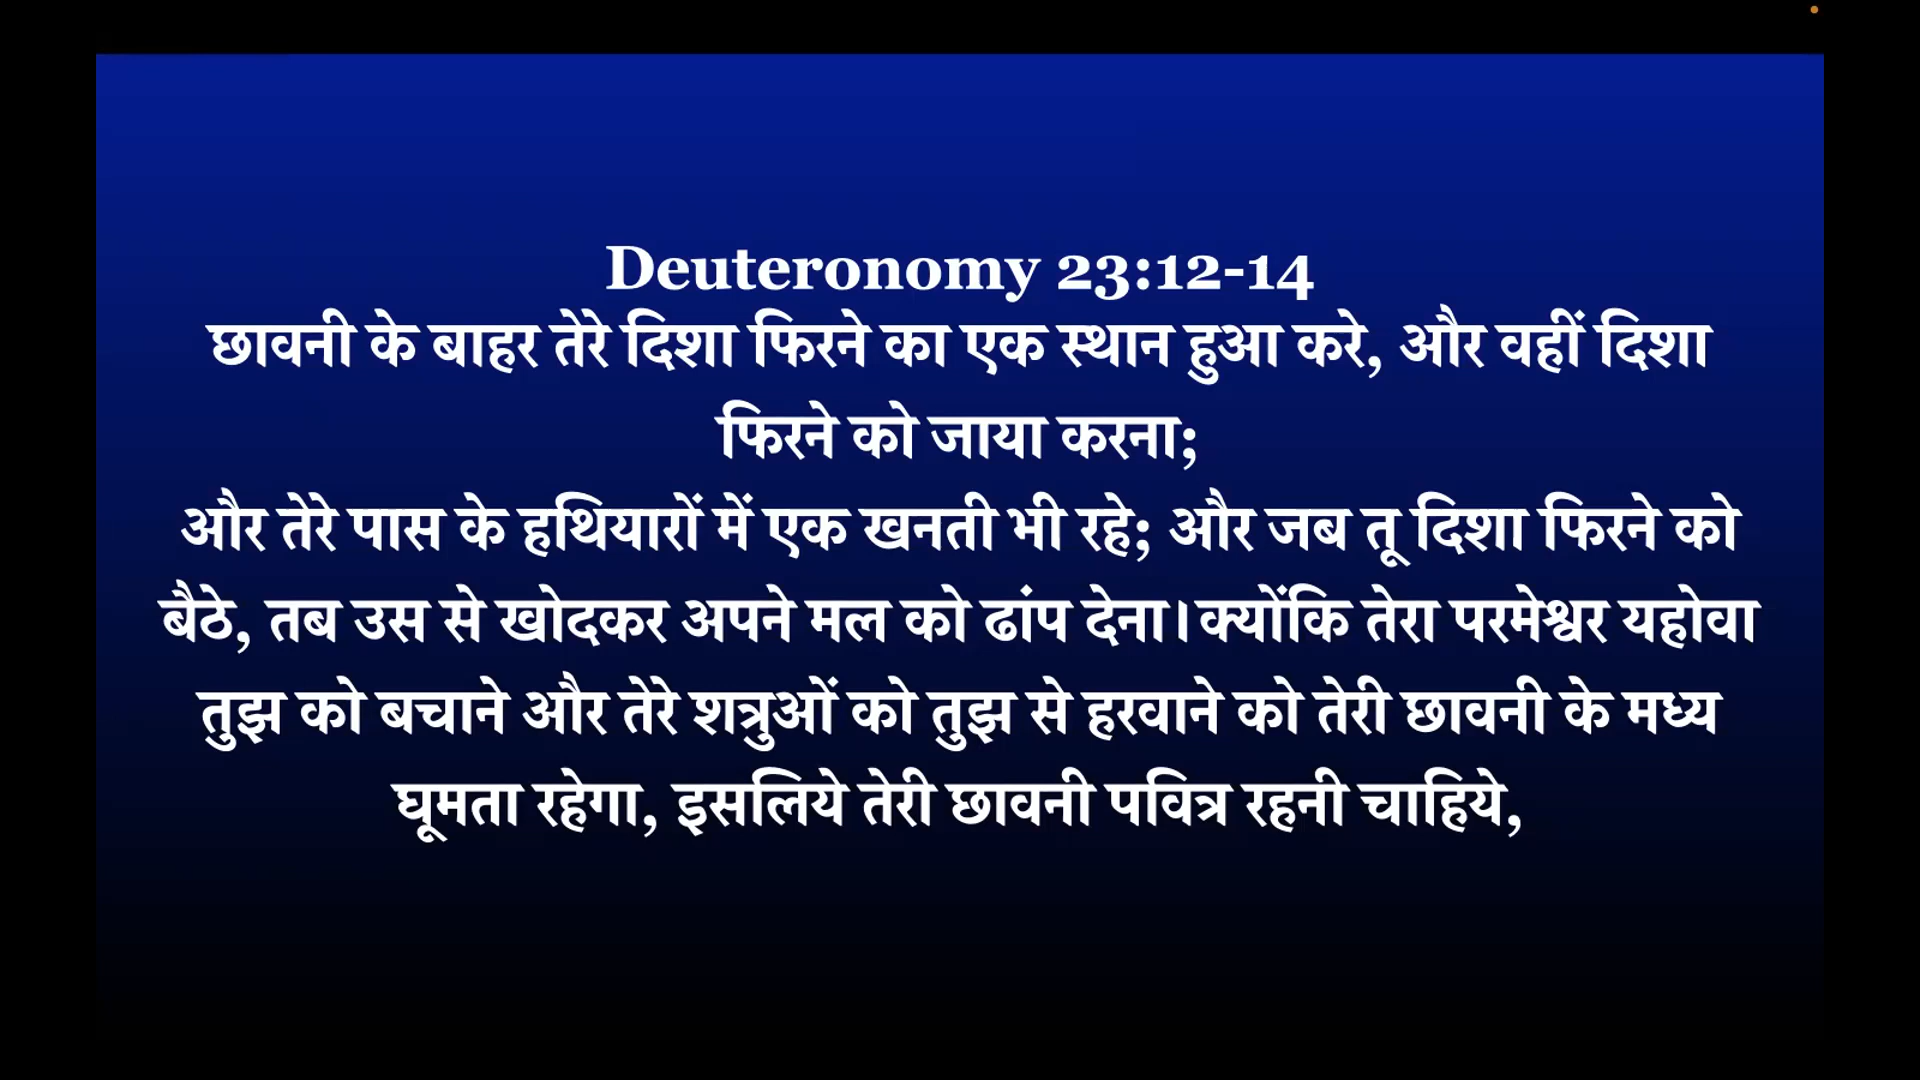 Deuteronomy 23:12-14
छावनी के बाहर तेरे दिशा फिरने का एक स्थान हुआ करे, और वहीं दिशा
फिरने को जाया करना;
और तेरे पास के हथियारों में एक खनती भी रहे; और जब तू दिशा फिरने को
बैठे, तब उस से खोदकर अपने मल को ढांप देना।क्योंकि तेरा परमेश्वर यहोवा
तुझ को बचाने और तेरे शत्रुओं को तुझ से हरवाने को तेरी छावनी के मध्य
घूमता रहेगा, इसलिये तेरी छावनी पवित्र रहनी चाहिये,